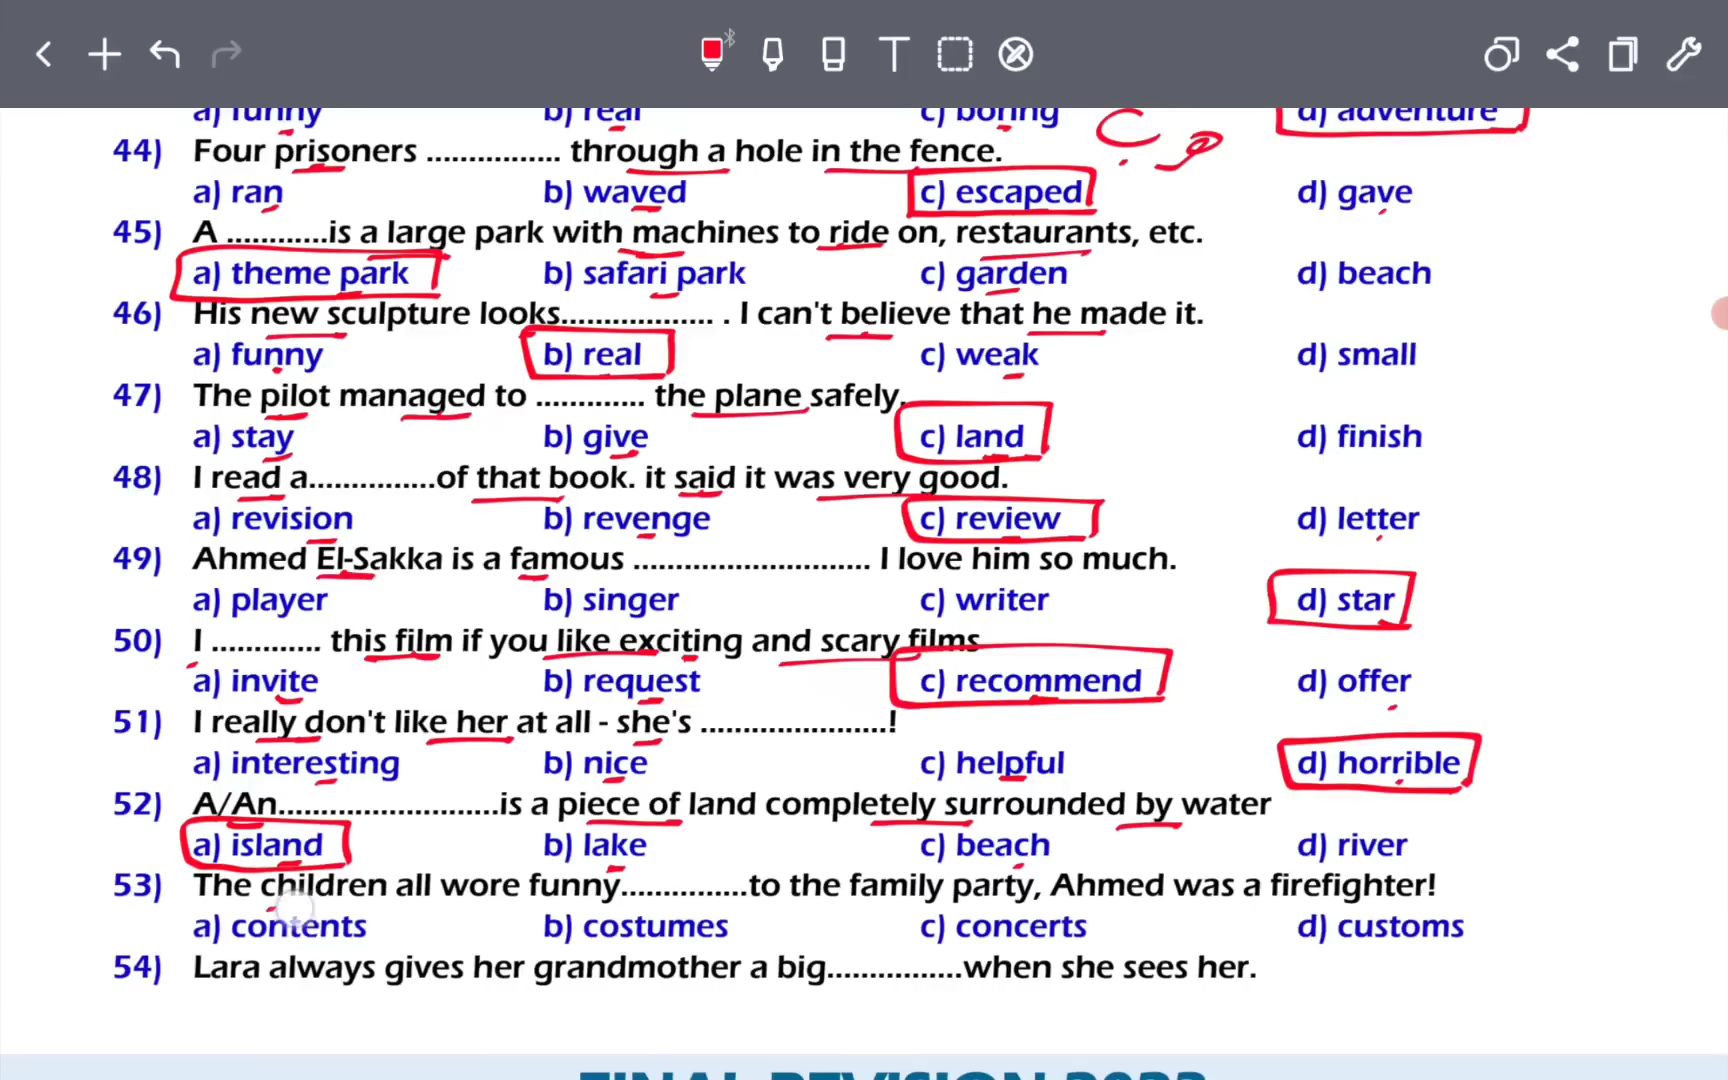 a) funny b) real c) boring d) adventure
44) Four prisoners ................ through a hole in the fence.
a) ran b) waved c) escaped d) gave
45) A ............is a large park with machines to ride on, restaurants, etc.
a) theme park b) safari park c) garden d) beach
46) His new sculpture looks.................. . I can't believe that he made it.
a) funny b) real c) weak d) small
47) The pilot managed to ............. the plane safely.
a) stay b) give c) land d) finish
48) I read a...............of that book. it said it was very good.
a) revision b) revenge c) review d) letter
49) Ahmed El-Sakka is a famous ............................ I love him so much.
a) player b) singer c) writer d) star
50) I ............. this film if you like exciting and scary films
a) invite b) request c) recommend d) offer
51) I really don't like her at all - she's ......................!
a) interesting b) nice c) helpful d) horrible
52) A/An..........................is a piece of land completely surrounded by water
a) island b) lake c) beach d) river
53) The children all wore funny...............to the family party, Ahmed was a firefighter!
a) contents b) costumes c) concerts d) customs
54) Lara always gives her grandmother a big................when she sees her.
FINAL REVISION 2023